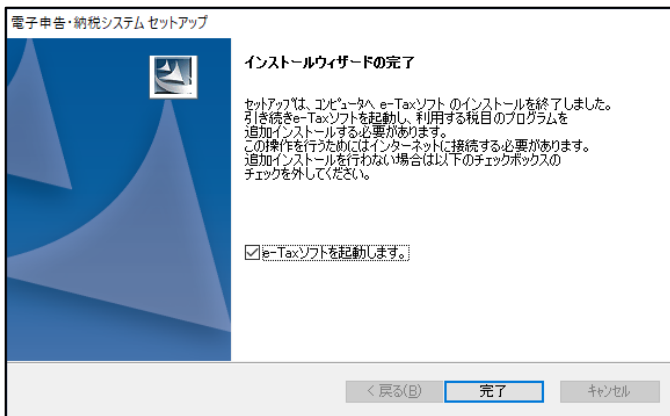 電子申告・納税システム セットアップ
インストールウィザードの完了
セットアップは、コンピュータへ e-Taxソフト のインストールを終了しました。
引き続きe-Taxソフトを起動し、利用する税目のプログラムを
追加インストールする必要があります。
この操作を行うためにはインターネットに接続する必要があります。
追加インストールを行わない場合は以下のチェックボックスの
チェックを外してください。
e-Taxソフトを起動します。
< 戻る(B)
完了
キャンセル